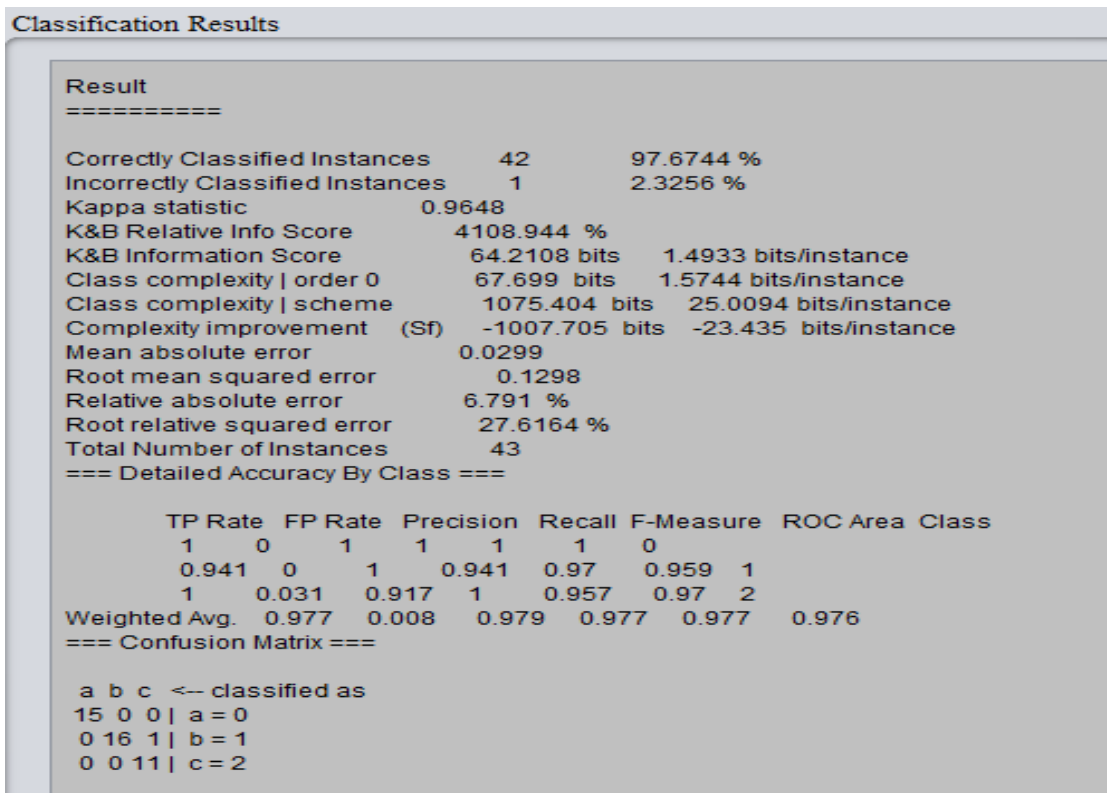 Classification Results
Result
==========
Correctly Classified Instances 42 97.6744 %
Incorrectly Classified Instances 1 2.3256 %
Kappa statistic 0.9648
K&B Relative Info Score 4108.944 %
K&B Information Score 64.2108 bits 1.4933 bits/instance
Class complexity | order 0 67.699 bits 1.5744 bits/instance
Class complexity | scheme 1075.404 bits 25.0094 bits/instance
Complexity improvement (Sf) -1007.705 bits -23.435 bits/instance
Mean absolute error 0.0299
Root mean squared error 0.1298
Relative absolute error 6.791 %
Root relative squared error 27.6164 %
Total Number of Instances 43
=== Detailed Accuracy By Class ===
TP Rate FP Rate Precision Recall F-Measure ROC Area Class
1 0 1 1 1 1 0
0.941 0 1 0.941 0.97 0.959 1
1 0.031 0.917 1 0.957 0.97 2
Weighted Avg. 0.977 0.008 0.979 0.977 0.977 0.976
=== Confusion Matrix ===
a b c <-- classified as
15 0 0 | a = 0
0 16 1 | b = 1
0 0 11 | c = 2